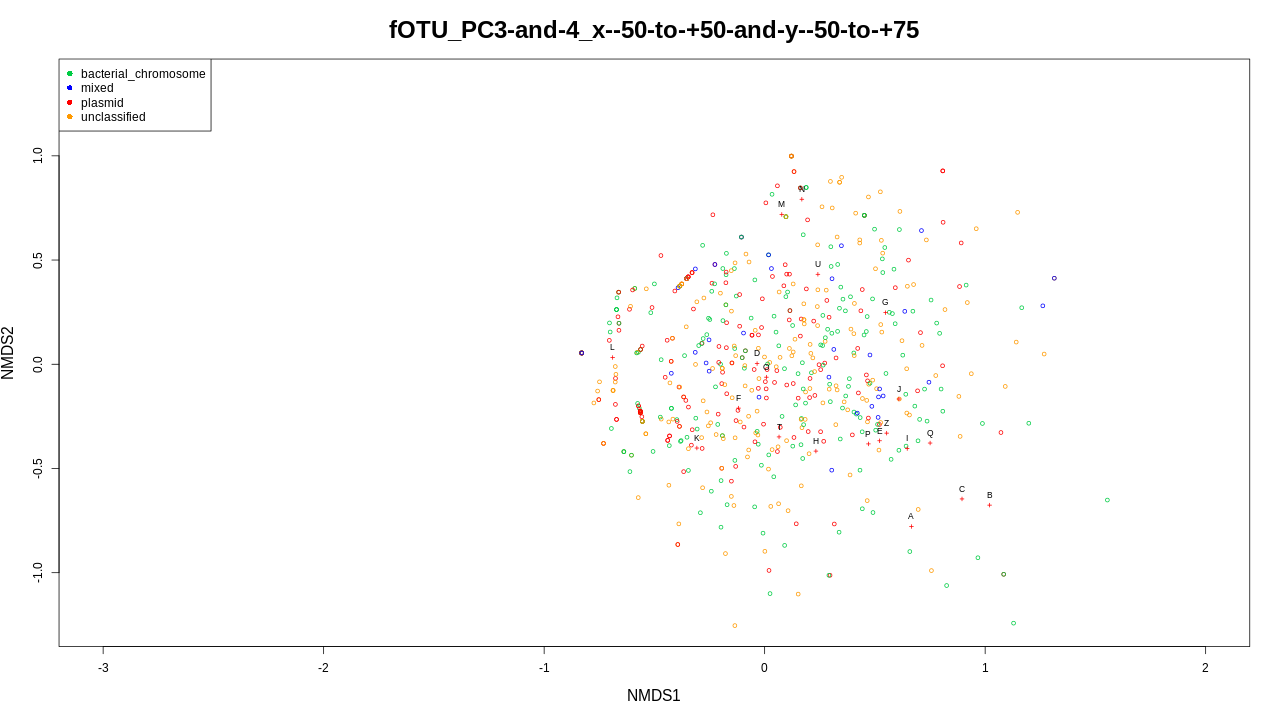 fOTU_PC3-and-4_x--50-to-+50-and-y--50-to-+75
bacterial_chromosome
mixed
plasmid
unclassified
1.0
0.5
0.0
-0.5
-1.0
NMDS2
N
M
U
G
L
D
O
J
F
T
K
H
P
E
Z
I
Q
C
B
A
-3
-2
-1
0
1
2
NMDS1